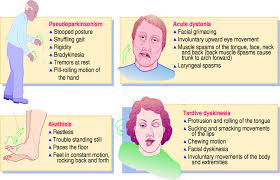 Pseudoparkinsonism
• Stooped posture
• Shuffling gait
• Rigidity
• Bradykinesia
• Tremors at rest
• Pill-rolling motion
of the hand
Acute dystonia
• Facial grimacing
• Involuntary upward eye movement
• Muscle spasms of the tongue, face, neck
and back (back muscle spasms cause
trunk to arch forward)
• Laryngeal spasms
Akathisia
• Restless
• Trouble standing still
• Paces the floor
• Feet in constant motion,
rocking back and forth
Tardive dyskinesia
• Protrusion and rolling of the tongue
• Sucking and smacking movements
of the lips
• Chewing motion
• Facial dyskinesia
• Involuntary movements of the body
and extremities